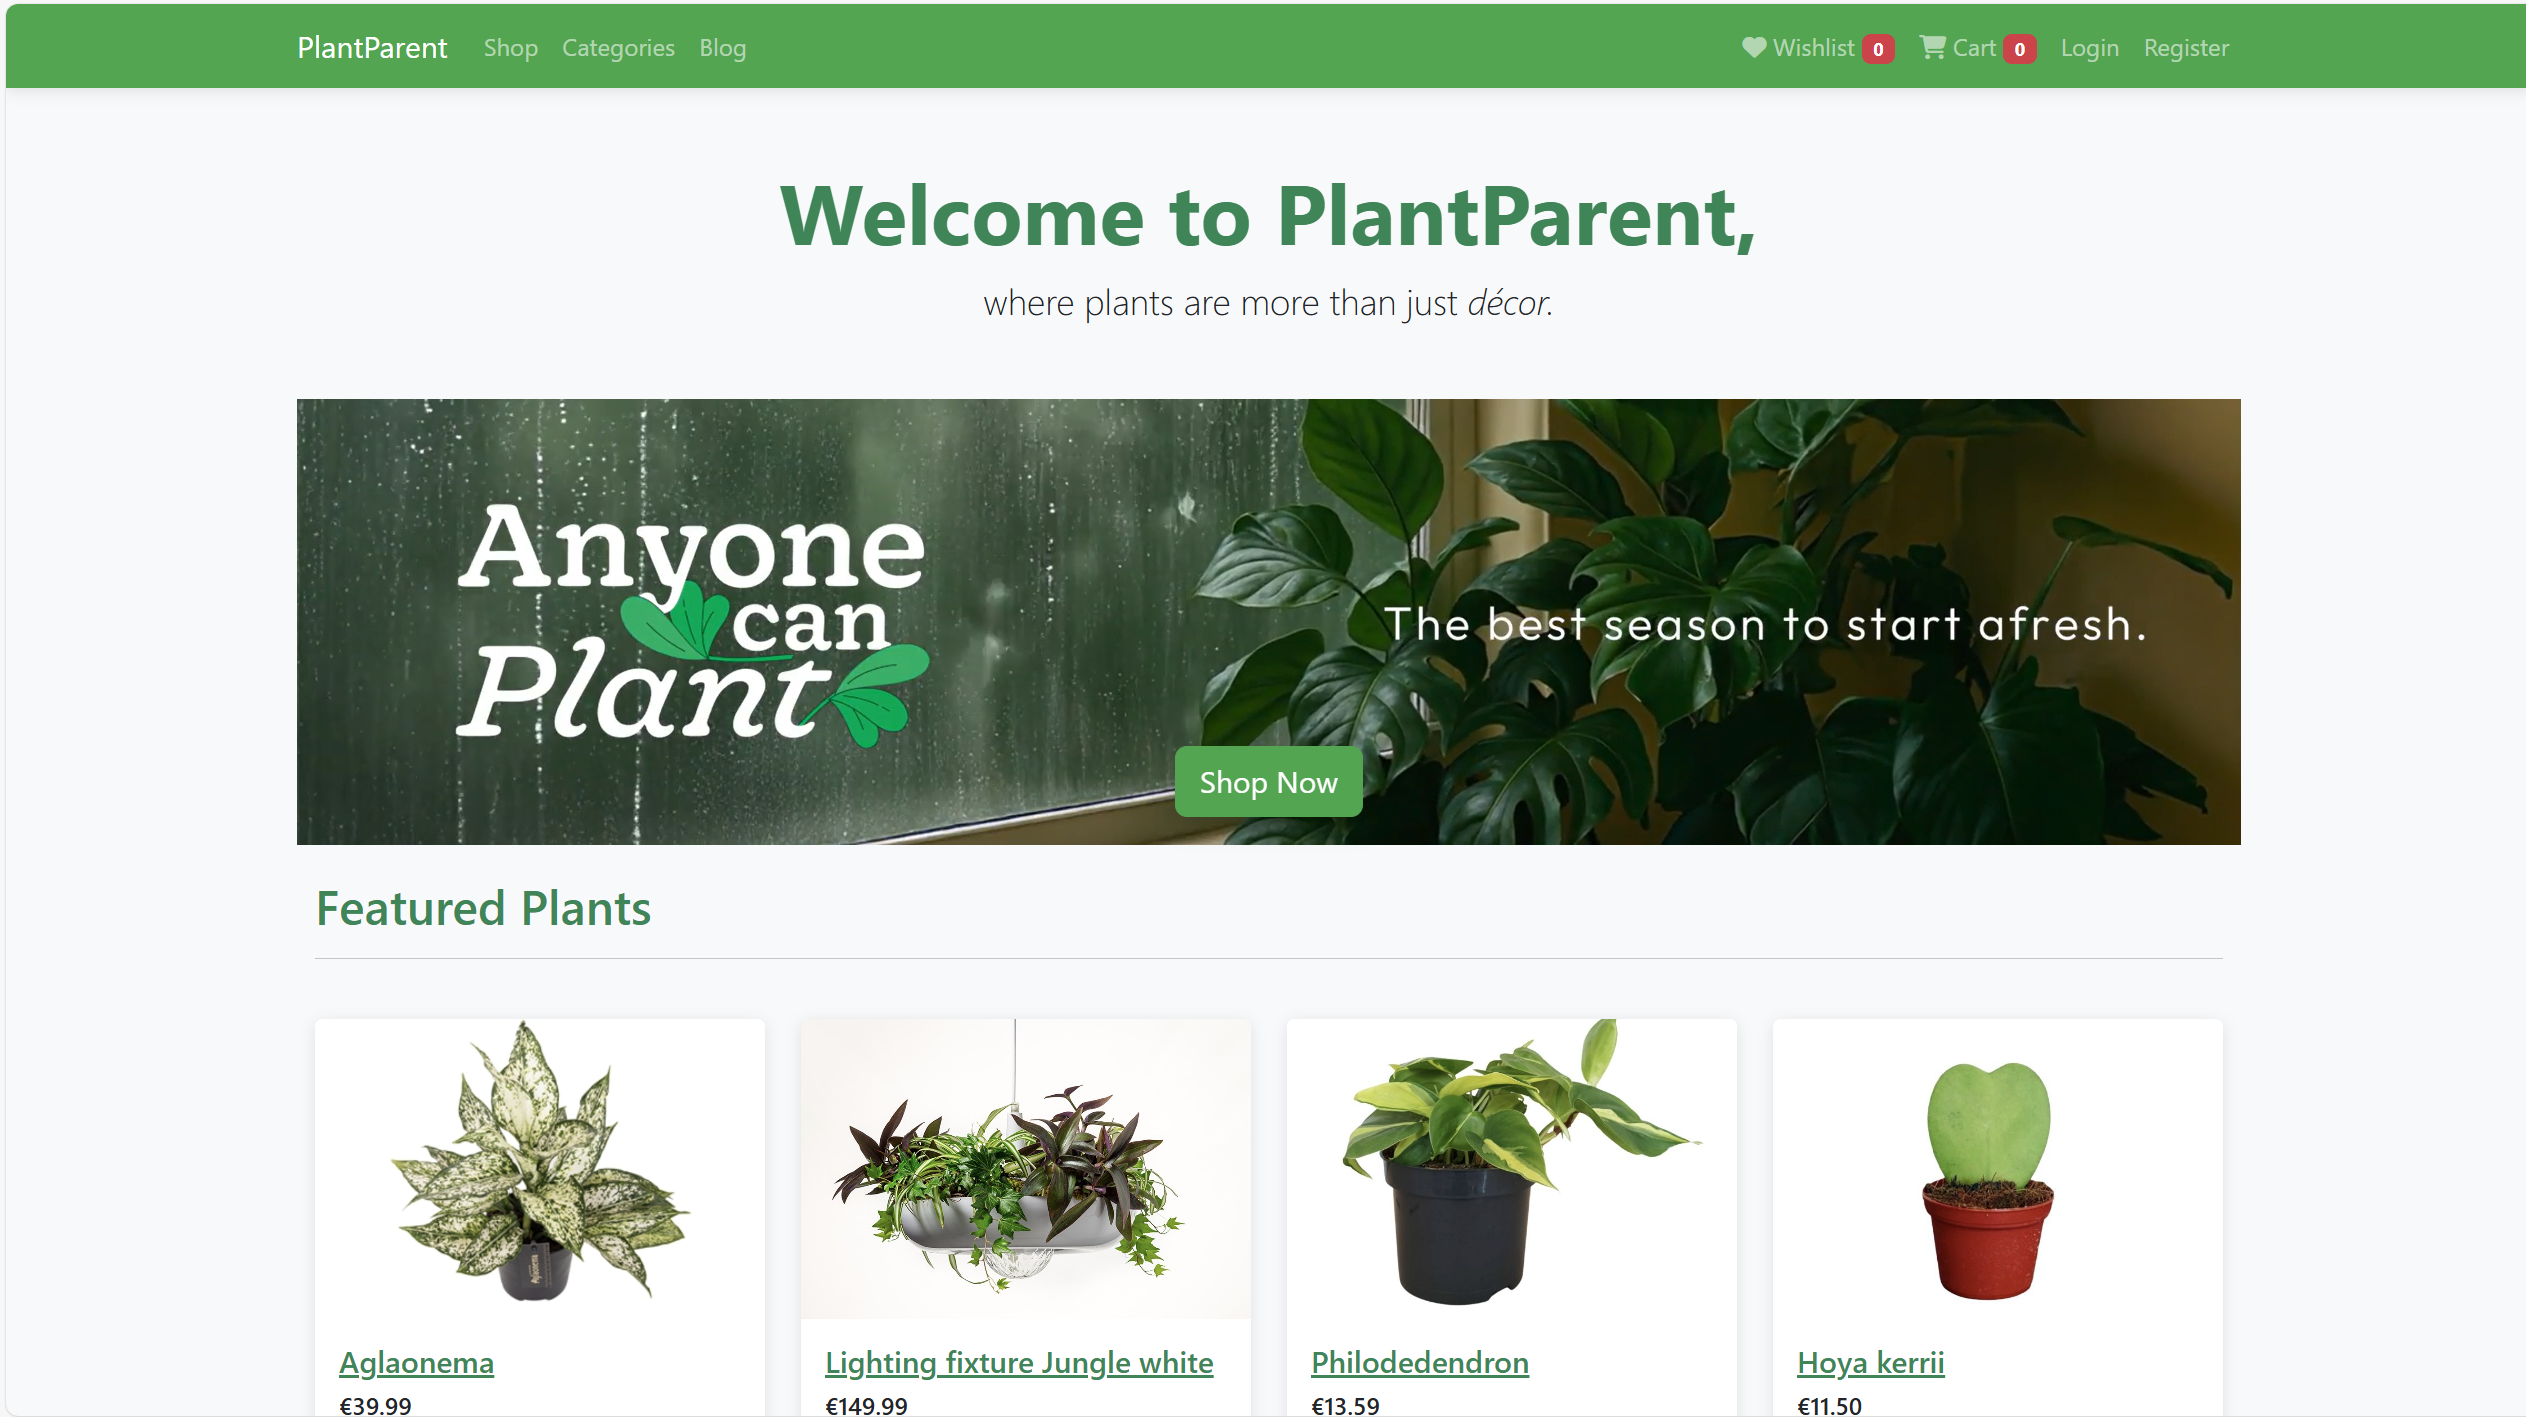 PlantParent Shop Categories Blog Wishlist 0 Cart 0 Login Register
Welcome to PlantParent,
where plants are more than just décor.
Anyone
can
Plant
The best season to start afresh.
Shop Now
Featured Plants
Aglaonema
€39.99
Lighting fixture Jungle white
€149.99
Philodedendron
€13.59
Hoya kerrii
€11.50